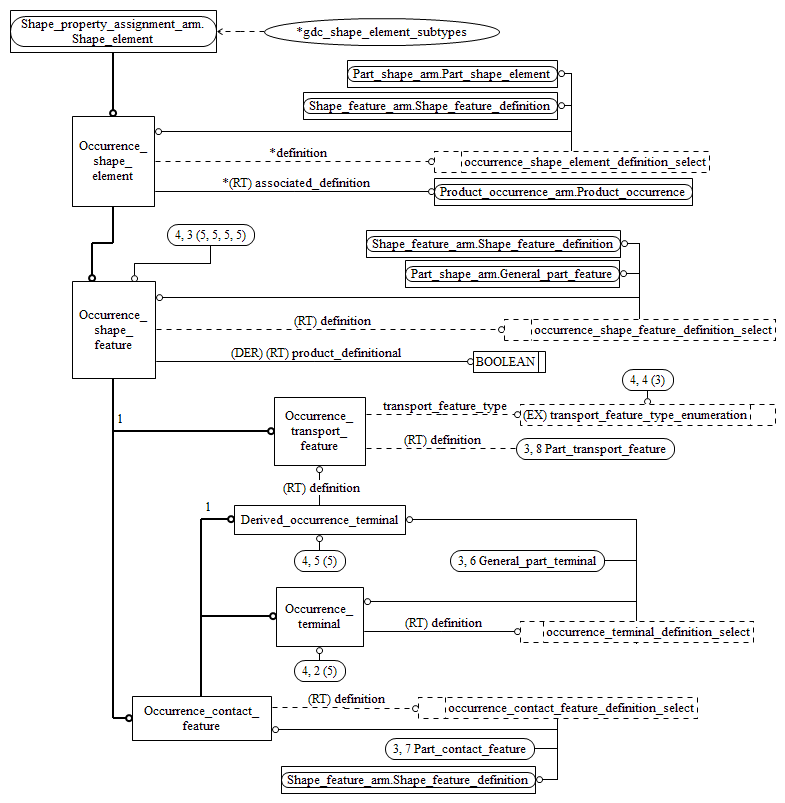 Shape_property_assignment_arm.
Shape_element
*gdc_shape_element_subtypes
Part_shape_arm.Part_shape_element
Shape_feature_arm.Shape_feature_definition
Occurrence_
shape_
element
*definition
occurrence_shape_element_definition_select
*(RT) associated_definition
Product_occurrence_arm.Product_occurrence
4, 3 (5, 5, 5, 5)
Shape_feature_arm.Shape_feature_definition
Part_shape_arm.General_part_feature
Occurrence_
shape_
feature
(RT) definition
occurrence_shape_feature_definition_select
(DER) (RT) product_definitional
BOOLEAN
4, 4 (3)
1
Occurrence_
transport_
feature
transport_feature_type
(EX) transport_feature_type_enumeration
(RT) definition
3, 8 Part_transport_feature
(RT) definition
1
Derived_occurrence_terminal
4, 5 (5)
3, 6 General_part_terminal
Occurrence_
terminal
(RT) definition
occurrence_terminal_definition_select
4, 2 (5)
Occurrence_contact_
feature
(RT) definition
occurrence_contact_feature_definition_select
3, 7 Part_contact_feature
Shape_feature_arm.Shape_feature_definition